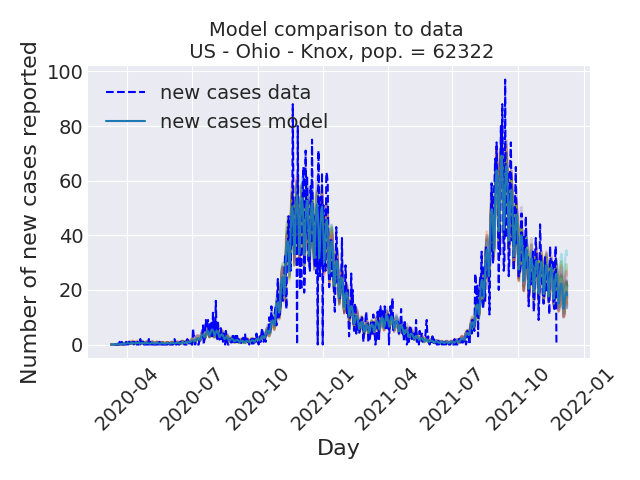 Model comparison to data
US - Ohio - Knox, pop. = 62322
Number of new cases reported
100
80
60
40
20
0
new cases data
new cases model
2020-04
2020-07
2020-10
2021-01
2021-04
2021-07
2021-10
2022-01
Day